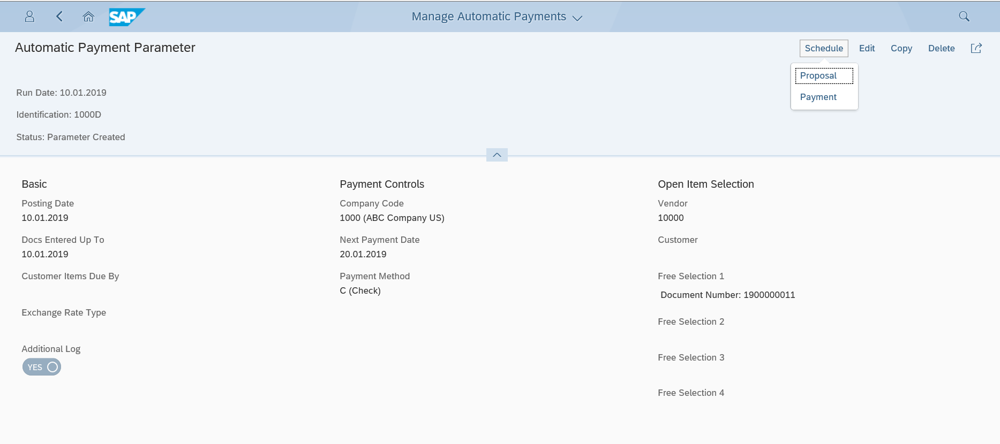 SAP
Manage Automatic Payments
Automatic Payment Parameter
Schedule Edit Copy Delete
Proposal
Payment
Run Date: 10.01.2019
Identification: 1000D
Status: Parameter Created
Basic
Posting Date
10.01.2019
Docs Entered Up To
10.01.2019
Customer Items Due By
Exchange Rate Type
Additional Log
YES
Payment Controls
Company Code
1000 (ABC Company US)
Next Payment Date
20.01.2019
Payment Method
C (Check)
Open Item Selection
Vendor
10000
Customer
Free Selection 1
Document Number: 1900000011
Free Selection 2
Free Selection 3
Free Selection 4